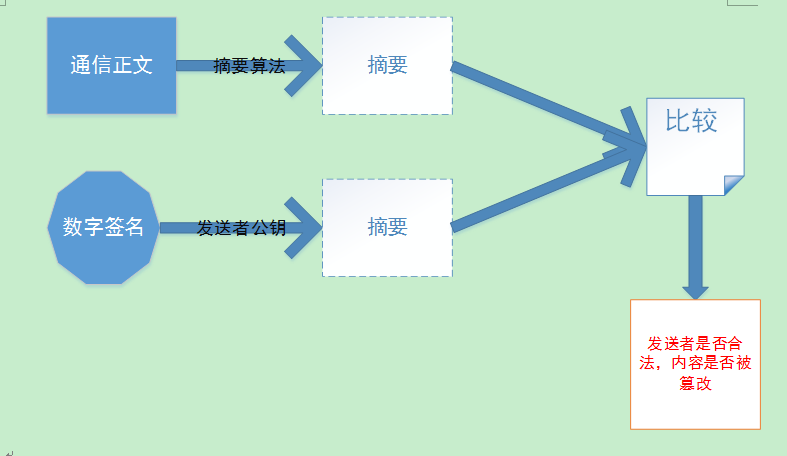 通信正文
摘要算法
摘要
比较
数字签名
发送者公钥
摘要
发送者是否合
法，内容是否被
篡改